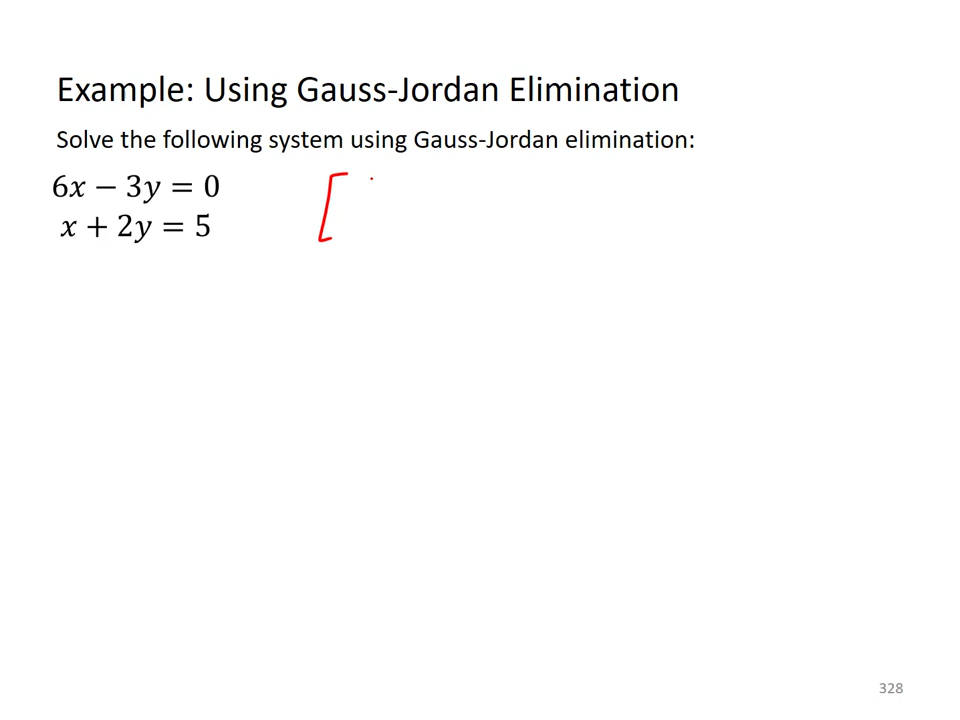 Example: Using Gauss-Jordan Elimination
Solve the following system using Gauss-Jordan elimination:
6𝑥 − 3𝑦 = 0 [
𝑥 + 2𝑦 = 5
328